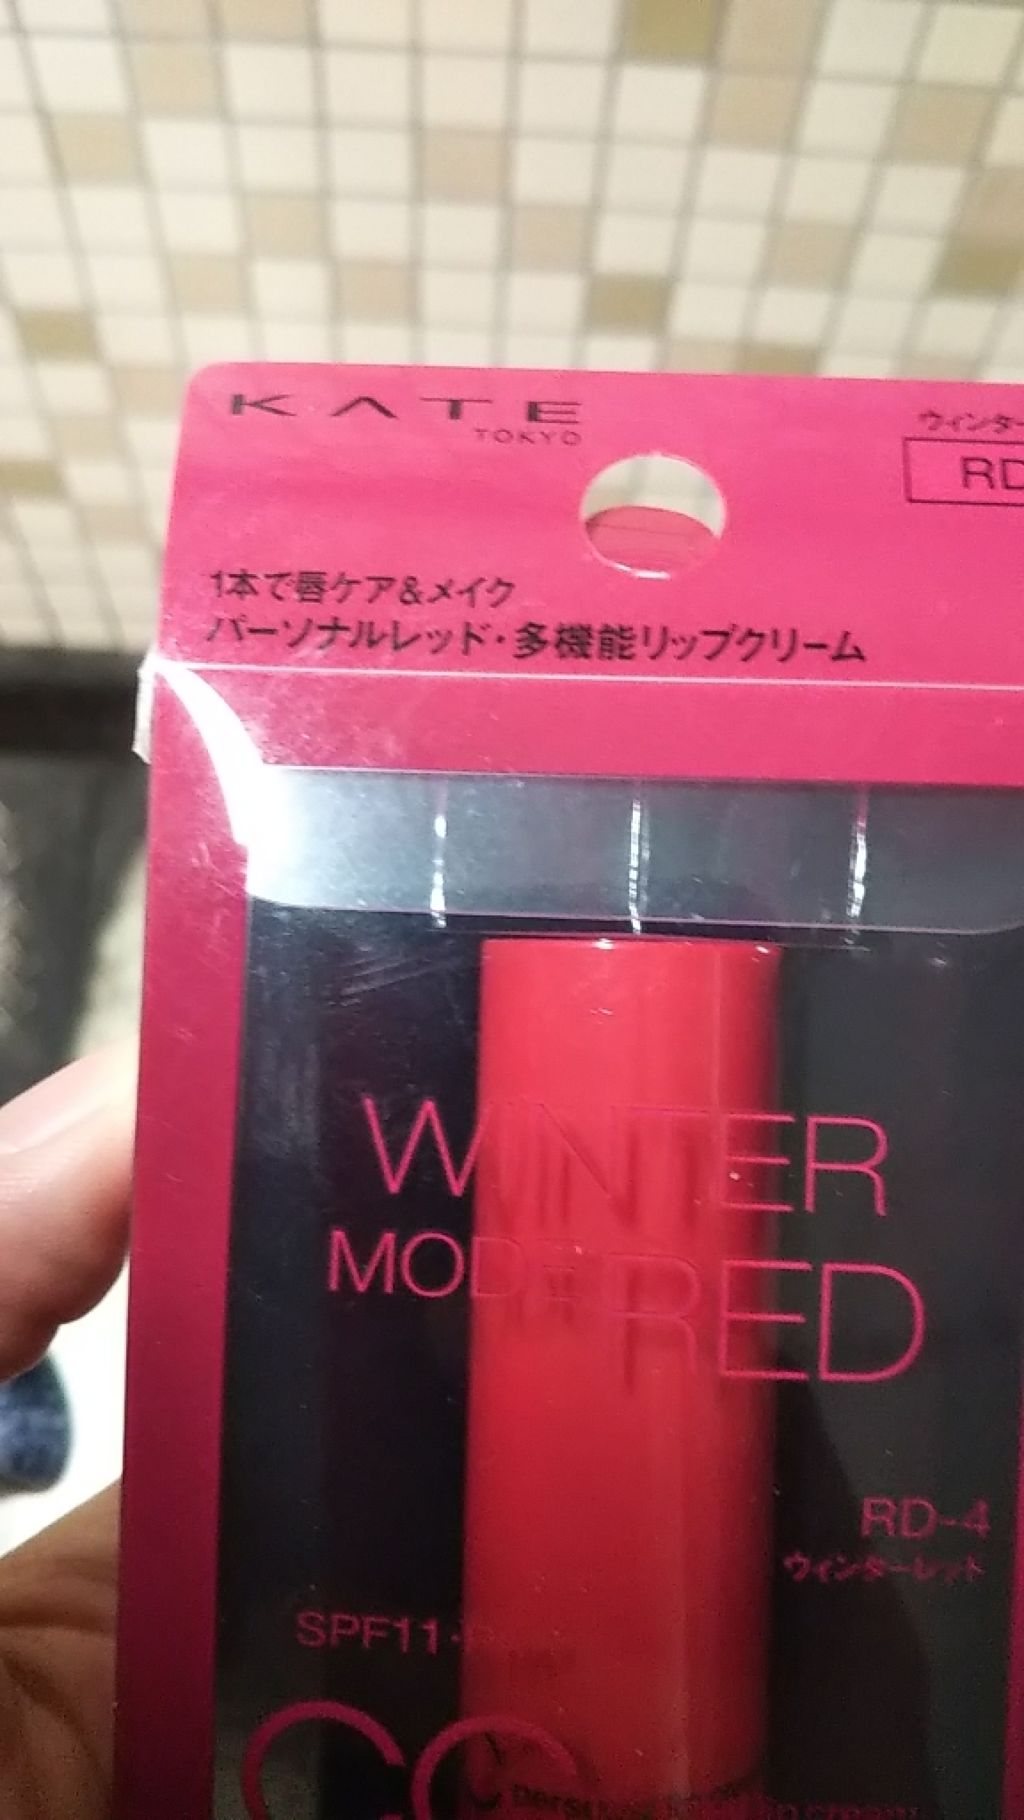 KATE
TOKYO
ウィンター
RD
1本で唇ケア&メイク
パーソナルレッド・多機能リップクリーム
WINTER
MODE RED
RD-4
ウィンターレッド
SPF11・
CC